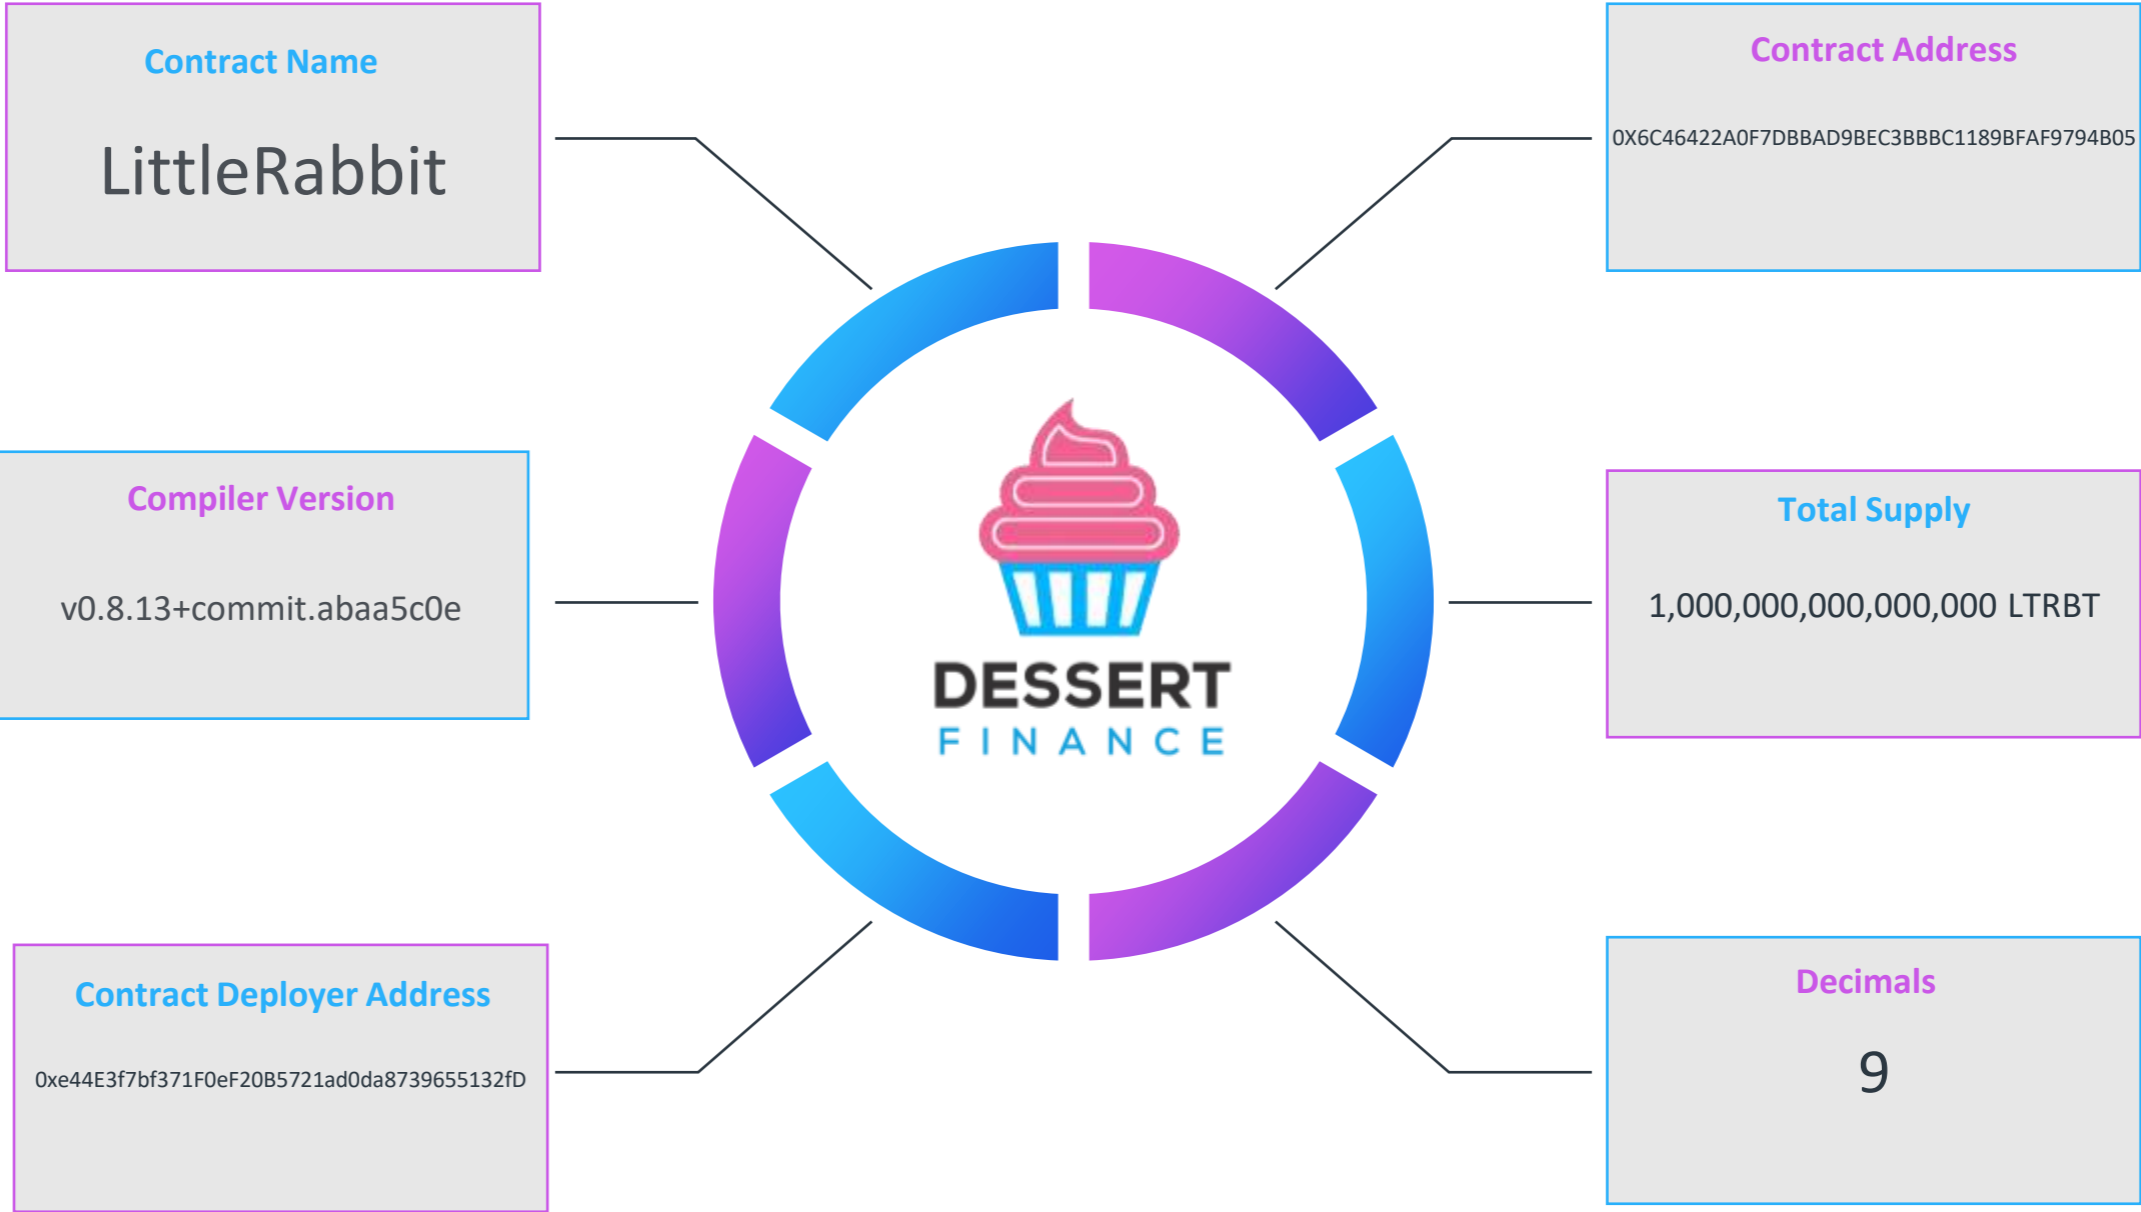 Contract Name
LittleRabbit
Contract Address
0X6C46422A0F7DBBAD9BEC3BBBC1189BFAF9794B05
Compiler Version
v0.8.13+commit.abaa5c0e
DESSERT
FINANCE
Total Supply
1,000,000,000,000,000 LTRBT
Contract Deployer Address
0xe44E3f7bf371F0eF20B5721ad0da8739655132fD
Decimals
9